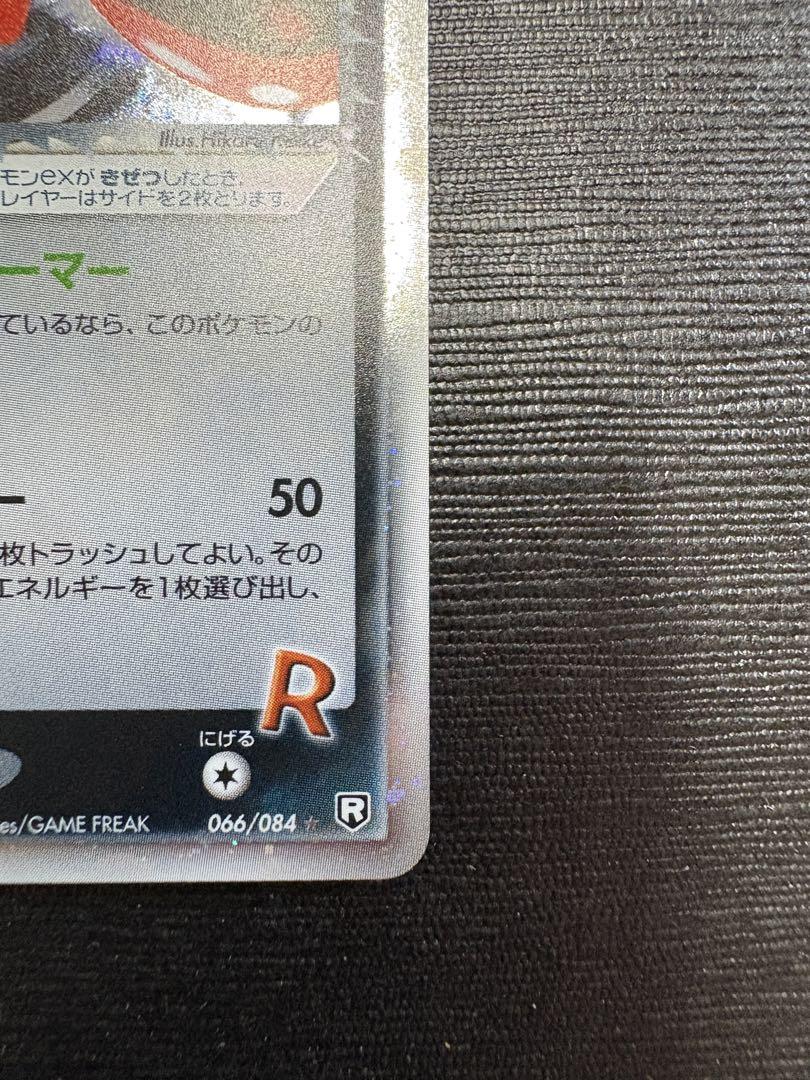 Illus. Hikaru Koike
モンexが きぜつしたとき、
レイヤーはサイドを2枚とります。
ーマー
ているなら、このポケモンの
ー 50
枚トラッシュしてよい。その
エネルギーを1枚選び出し、
R
にげる
es/GAME FREAK 066/084 ☆ R